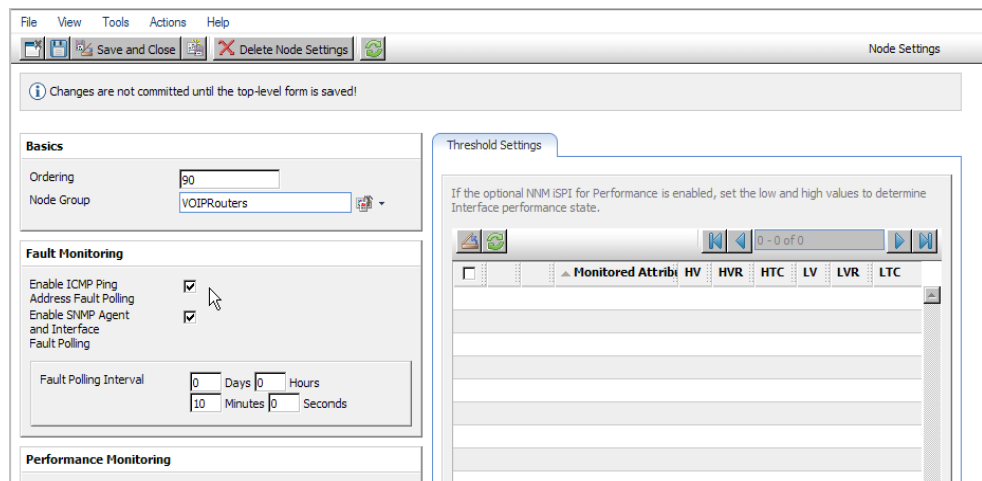 File View Tools Actions Help
Save and Close Delete Node Settings Node Settings
Changes are not committed until the top-level form is saved!
Basics
Ordering 90
Node Group VOIPRouters
Fault Monitoring
Enable ICMP Ping
Address Fault Polling
Enable SNMP Agent
and Interface
Fault Polling
Fault Polling Interval 0 Days 0 Hours
10 Minutes 0 Seconds
Performance Monitoring
Threshold Settings
If the optional NNM iSPI for Performance is enabled, set the low and high values to determine
Interface performance state.
0 - 0 of 0
Monitored Attribu HV HVR HTC LV LVR LTC